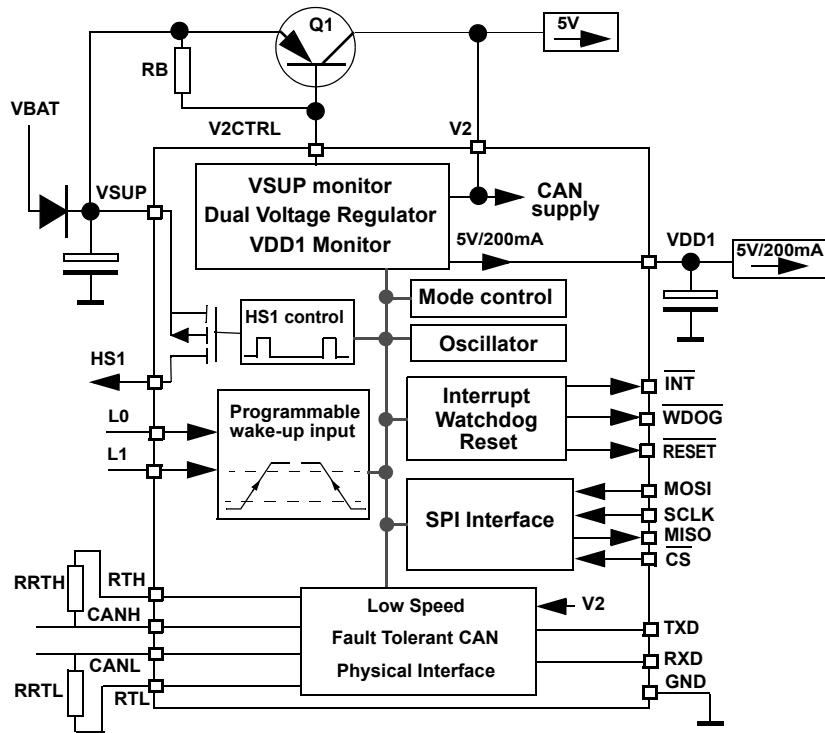 Q1
5V
RB
VBAT
V2CTRL
V2
VSUP
VSUP monitor
Dual Voltage Regulator
VDD1 Monitor
CAN
supply
5V/200mA
VDD1
5V/200mA
Mode control
HS1 control
Oscillator
HS1
Programmable
wake-up input
L0
L1
Interrupt
Watchdog
Reset
INT
WDOG
RESET
SPI Interface
MOSI
SCLK
MISO
CS
RRTH
RTH
CANH
CANL
RRTL
RTL
Low Speed
Fault Tolerant CAN
Physical Interface
V2
TXD
RXD
GND